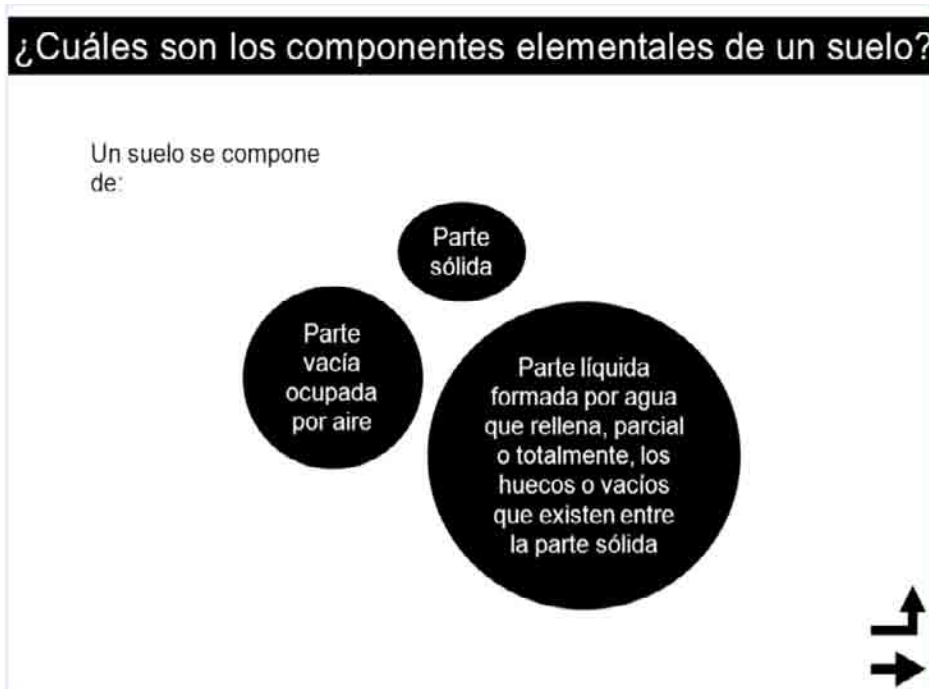 ¿Cuáles son los componentes elementales de un suelo?
Un suelo se compone
de:
Parte
sólida
Parte
vacía
ocupada
por aire
Parte líquida
formada por agua
que rellena, parcial
o totalmente, los
huecos o vacíos
que existen entre
la parte sólida